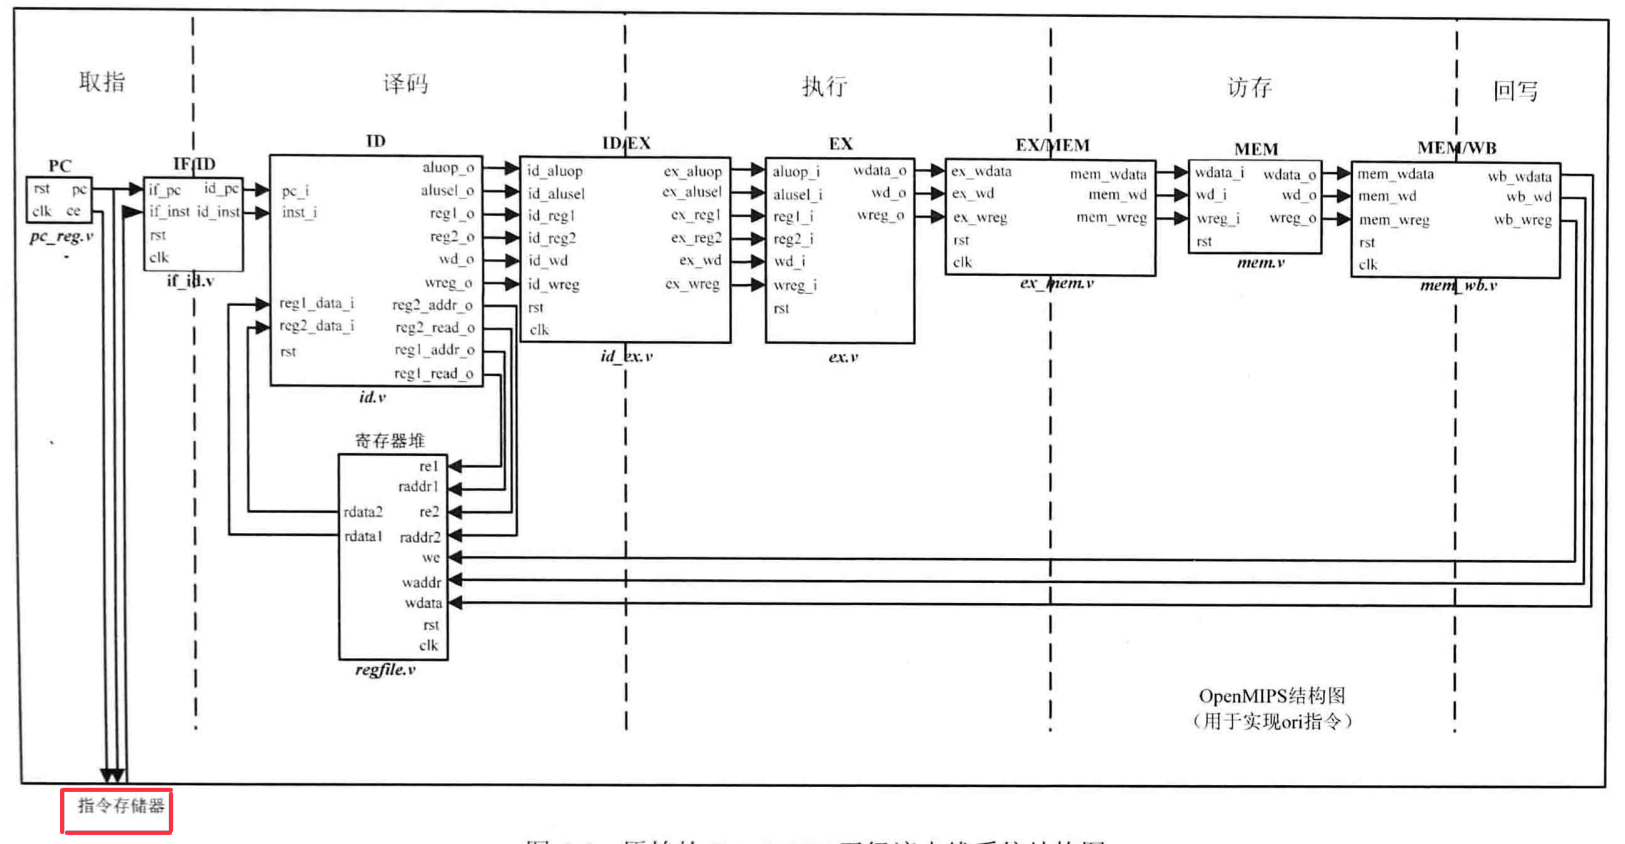 取指
译码
执行
访存
回写
PC
rst pc
clk ce
pc_reg.v
IF/ID
if_pc id_pc
if_inst id_inst
rst
clk
if_id.v
ID
aluop_o
alusel_o
pc_i reg1_o
inst_i reg2_o
wd_o
wreg_o
reg1_data_i reg2_addr_o
reg2_data_i reg2_read_o
rst reg1_addr_o
reg1_read_o
id.v
ID/EX
id_aluop ex_aluop
id_alusel ex_alusel
id_reg1 ex_reg1
id_reg2 ex_reg2
id_wd ex_wd
id_wreg ex_wreg
rst
clk
id_ex.v
EX
aluop_i wdata_o
alusel_i wd_o
reg1_i wreg_o
reg2_i
wd_i
wreg_i
rst
ex.v
EX/MEM
ex_wdata mem_wdata
ex_wd mem_wd
ex_wreg mem_wreg
rst
clk
ex_mem.v
MEM
wdata_i wdata_o
wd_i wd_o
wreg_i wreg_o
rst
mem.v
MEM/WB
mem_wdata wb_wdata
mem_wd wb_wd
mem_wreg wb_wreg
rst
clk
mem_wb.v
寄存器堆
re1
raddr1
rdata2 re2
rdata1 raddr2
we
waddr
wdata
rst
clk
regfile.v
OpenMIPS结构图
（用于实现ori指令）
指令存储器